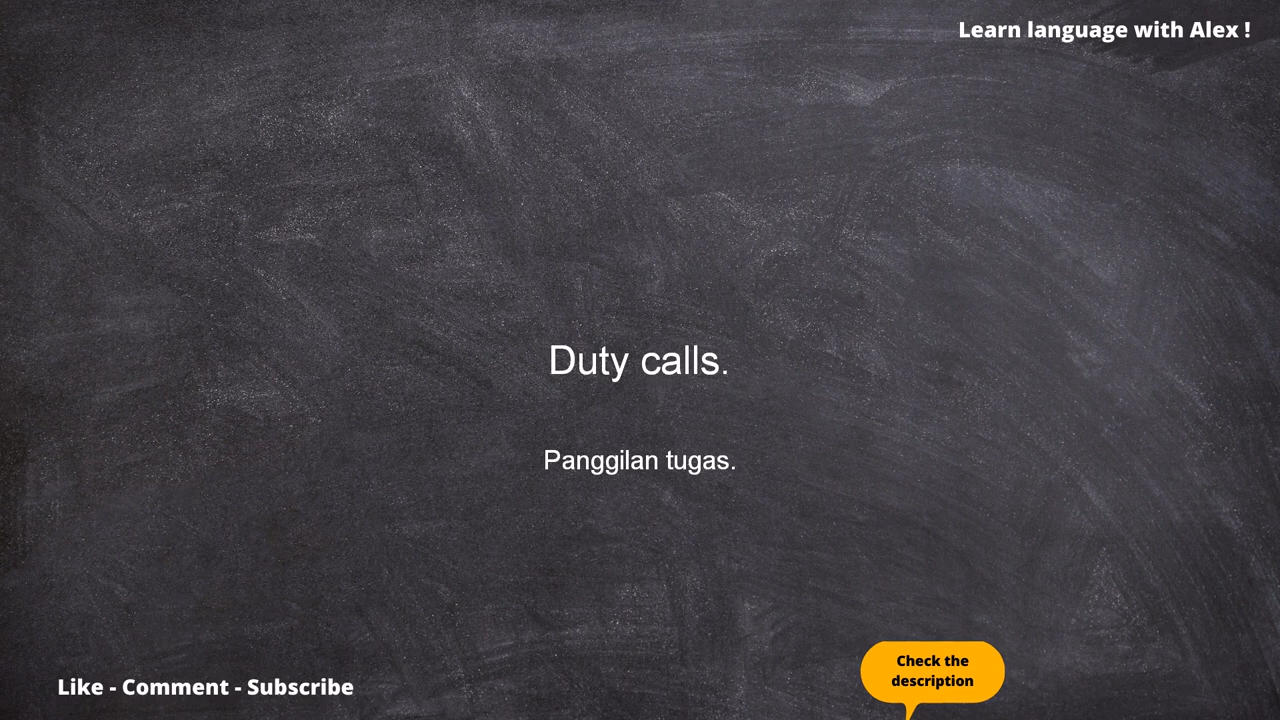 Learn language with Alex !
Duty calls.
Panggilan tugas.
Check the
description
Like - Comment - Subscribe